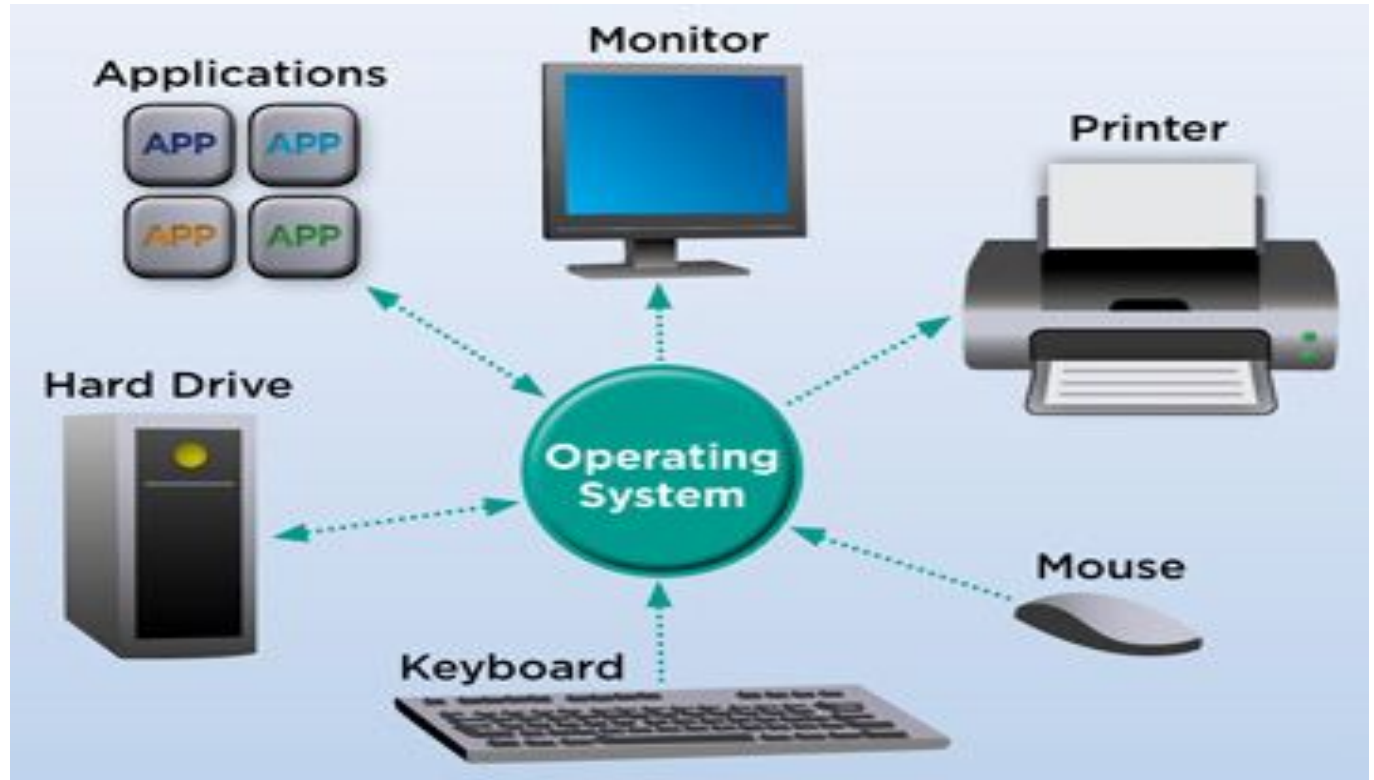 Monitor
Applications
APP APP
APP APP
Printer
Hard Drive
Operating
System
Mouse
Keyboard